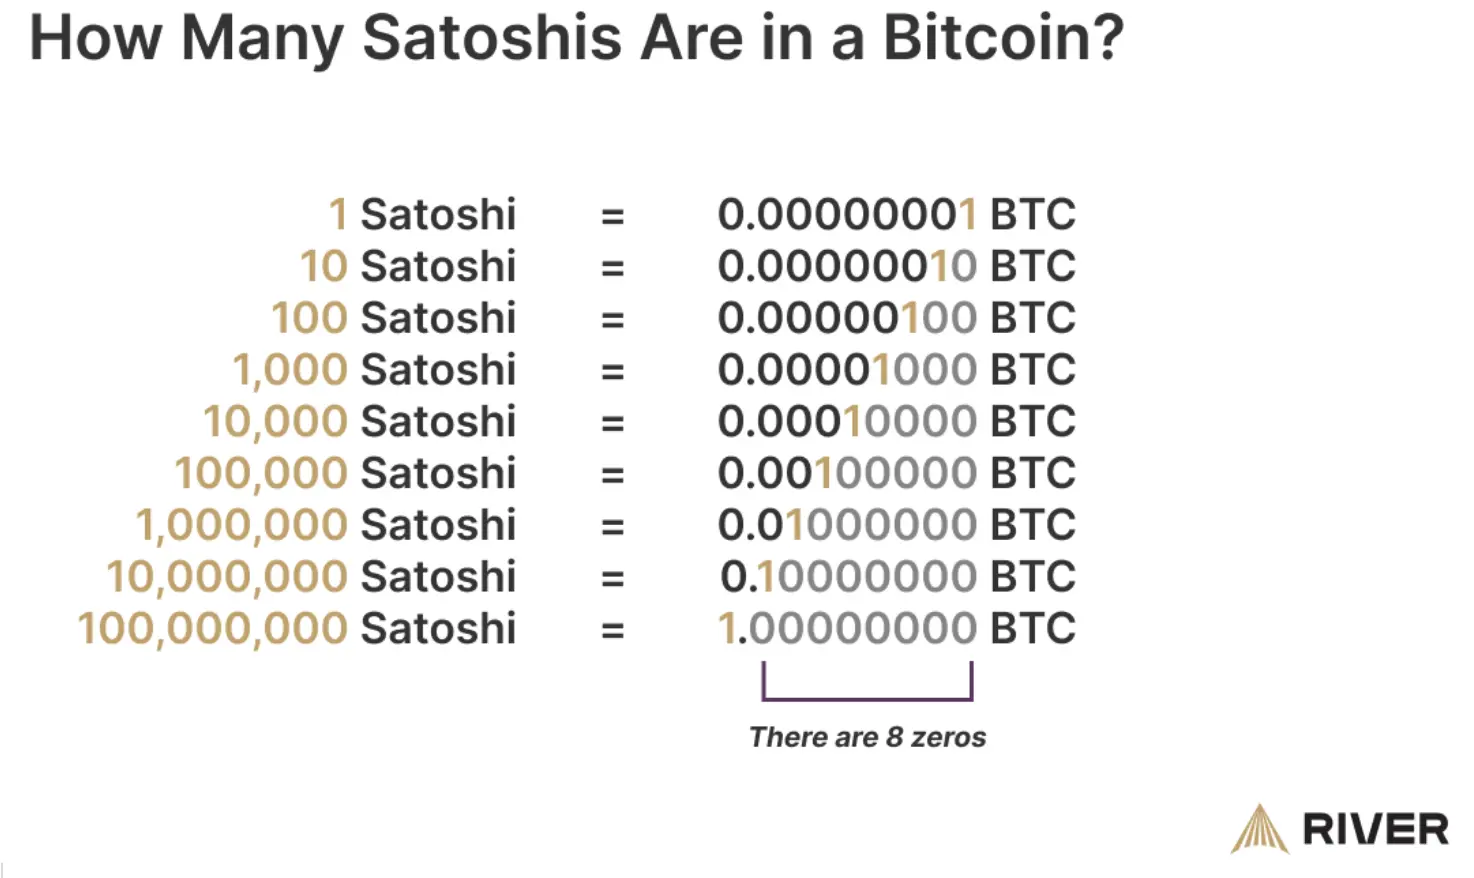 How Many Satoshis Are in a Bitcoin?
1 Satoshi = 0.00000001 BTC
10 Satoshi = 0.00000010 BTC
100 Satoshi = 0.00000100 BTC
1,000 Satoshi = 0.00001000 BTC
10,000 Satoshi = 0.00010000 BTC
100,000 Satoshi = 0.00100000 BTC
1,000,000 Satoshi = 0.01000000 BTC
10,000,000 Satoshi = 0.10000000 BTC
100,000,000 Satoshi = 1.00000000 BTC
There are 8 zeros
RIVER